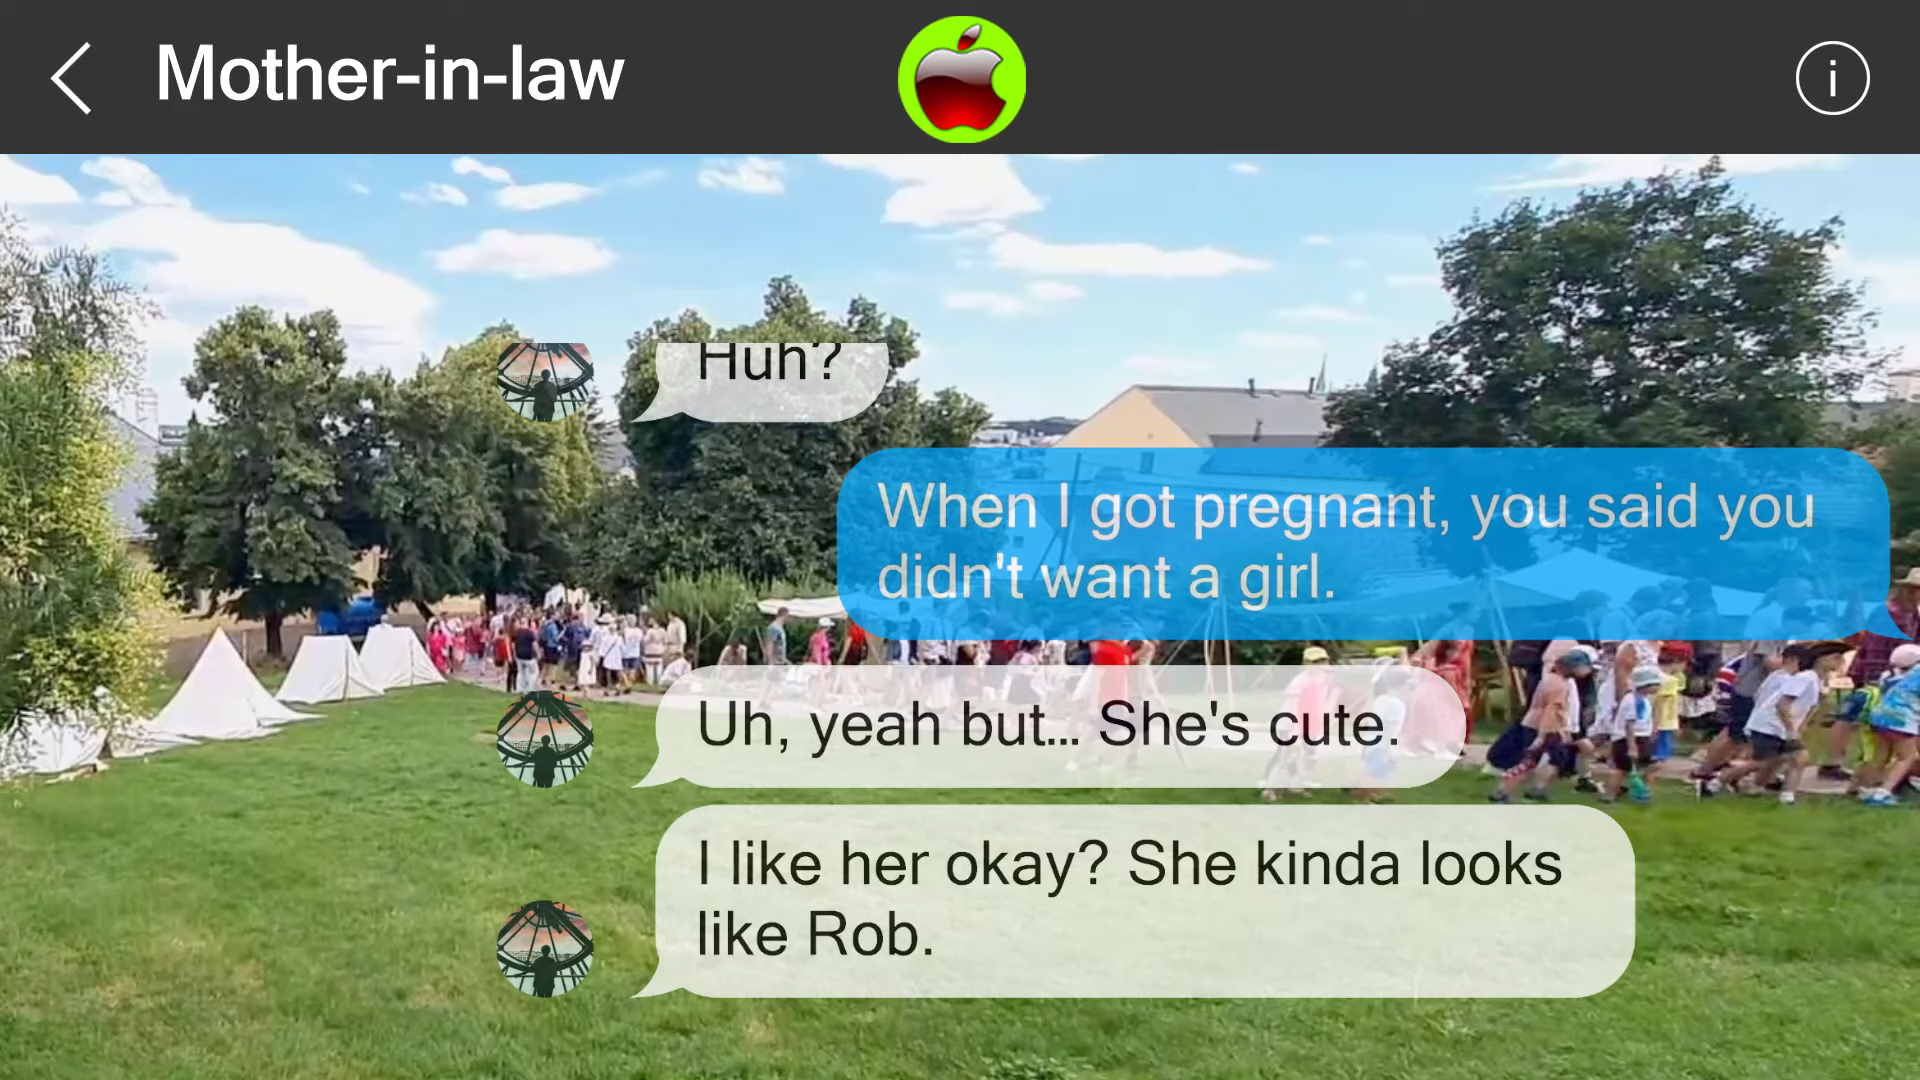 Mother-in-law
Huh?
When I got pregnant, you said you
didn't want a girl.
Uh, yeah but... She's cute.
I like her okay? She kinda looks
like Rob.